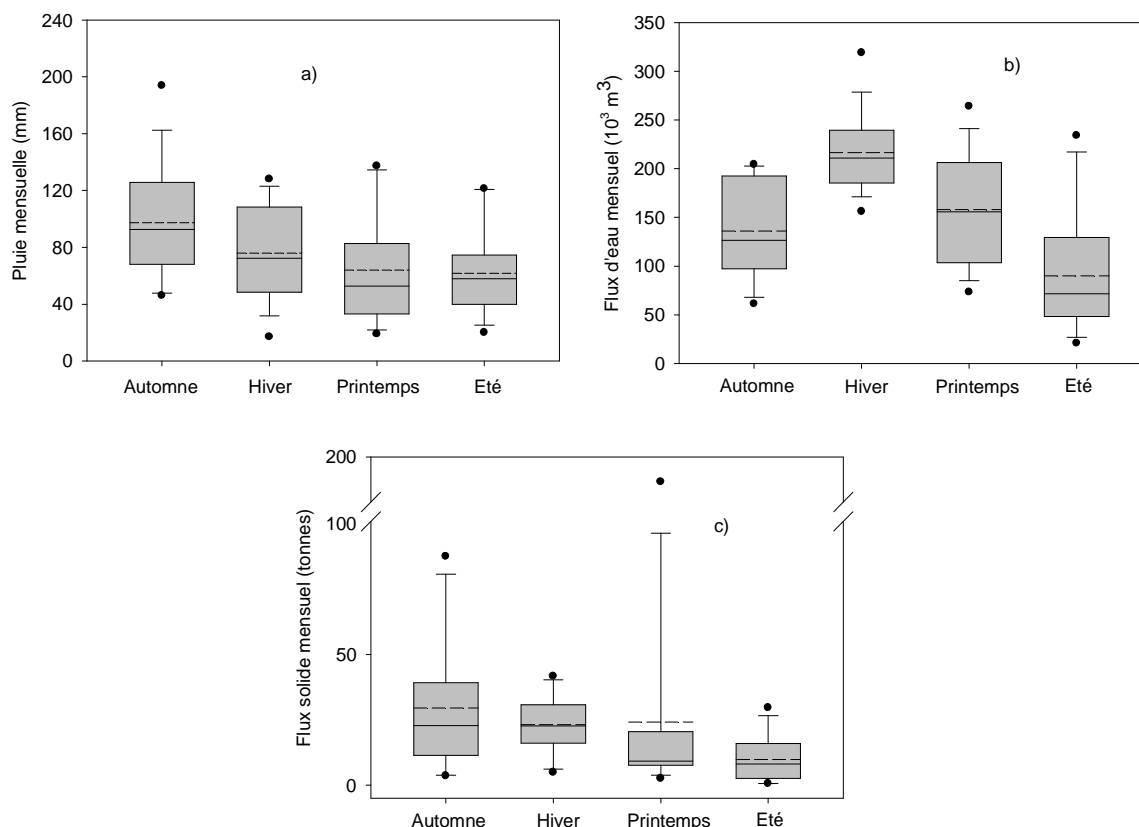 240
200
160
120
80
40
0
Pluie mensuelle (mm)
a)
Automne Hiver Printemps Eté
350
300
250
200
150
100
50
0
Flux d'eau mensuel (10³ m³)
b)
Automne Hiver Printemps Eté
200
100
50
0
Flux solide mensuel (tonnes)
c)
Automne Hiver Printemps Eté